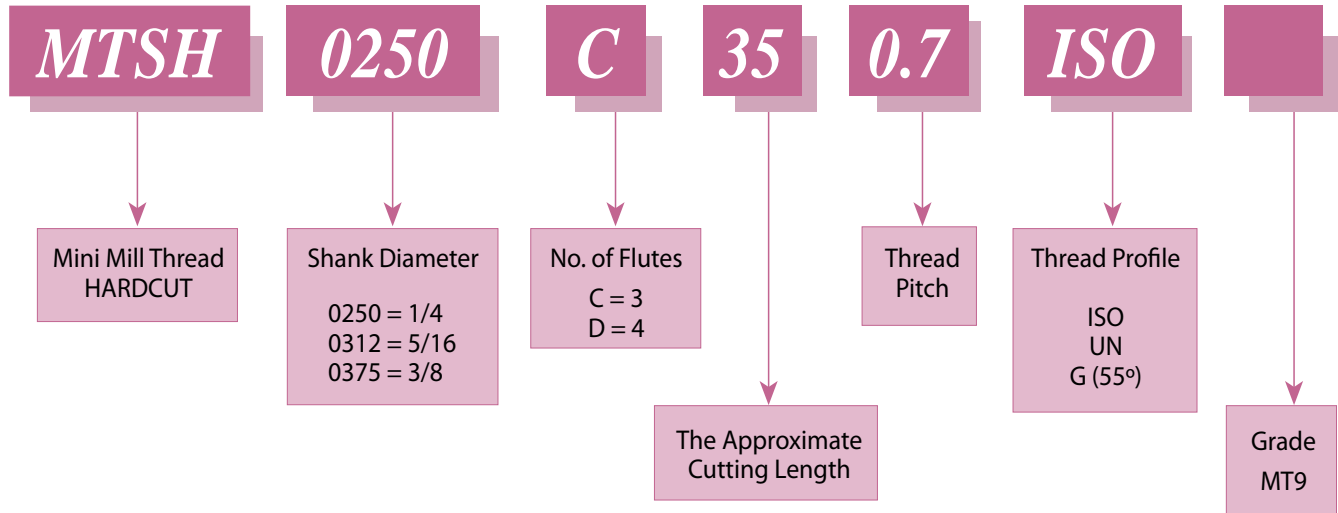 MTSH 0250 C 35 0.7 ISO
Mini Mill Thread
HARDCUT
Shank Diameter
0250 = 1/4
0312 = 5/16
0375 = 3/8
No. of Flutes
C = 3
D = 4
The Approximate
Cutting Length
Thread
Pitch
Thread Profile
ISO
UN
G (55º)
Grade
MT9